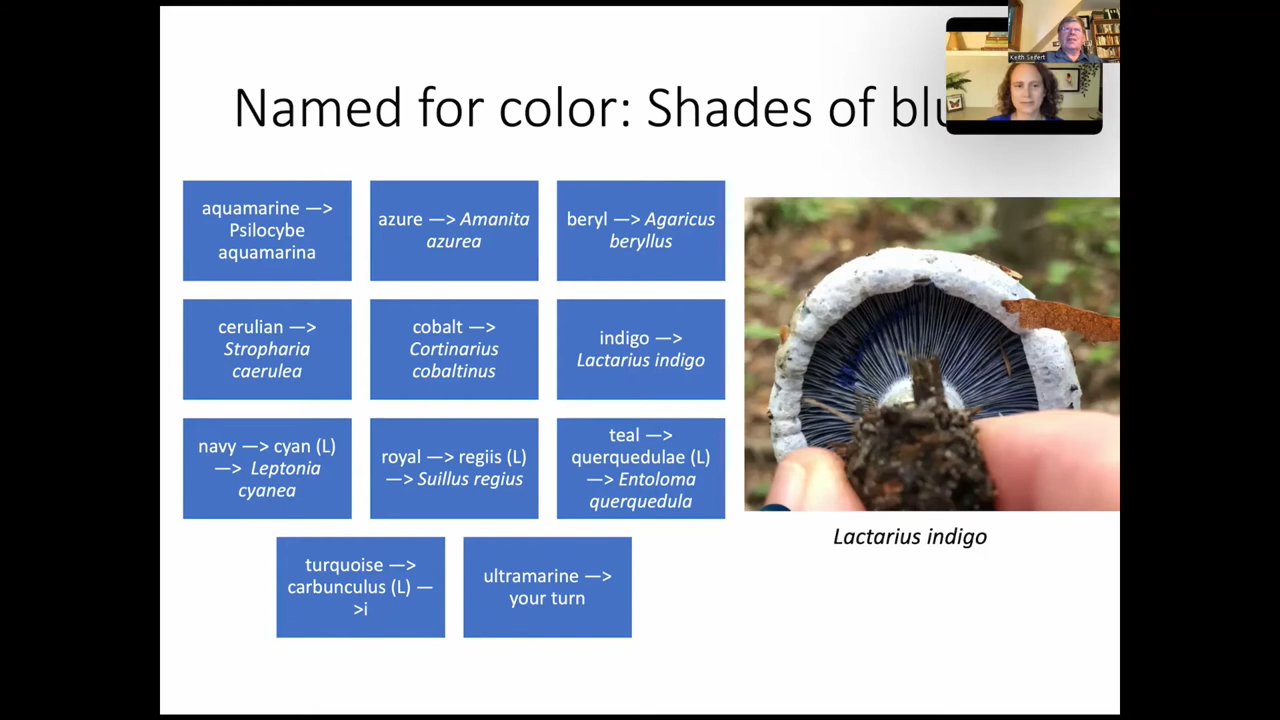 Keith Seifert
Named for color: Shades of
aquamarine —>
Psilocybe
aquamarina
azure —> Amanita
azurea
beryl —> Agaricus
beryllus
cerulian —>
Stropharia
caerulea
cobalt —>
Cortinarius
cobaltinus
indigo —>
Lactarius indigo
navy —> cyan (L)
—> Leptonia
cyanea
royal —> regiis (L)
—> Suillus regius
teal —>
querquedulae (L)
—> Entoloma
querquedula
turquoise —>
carbunculus (L) —
>i
ultramarine —>
your turn
Lactarius indigo